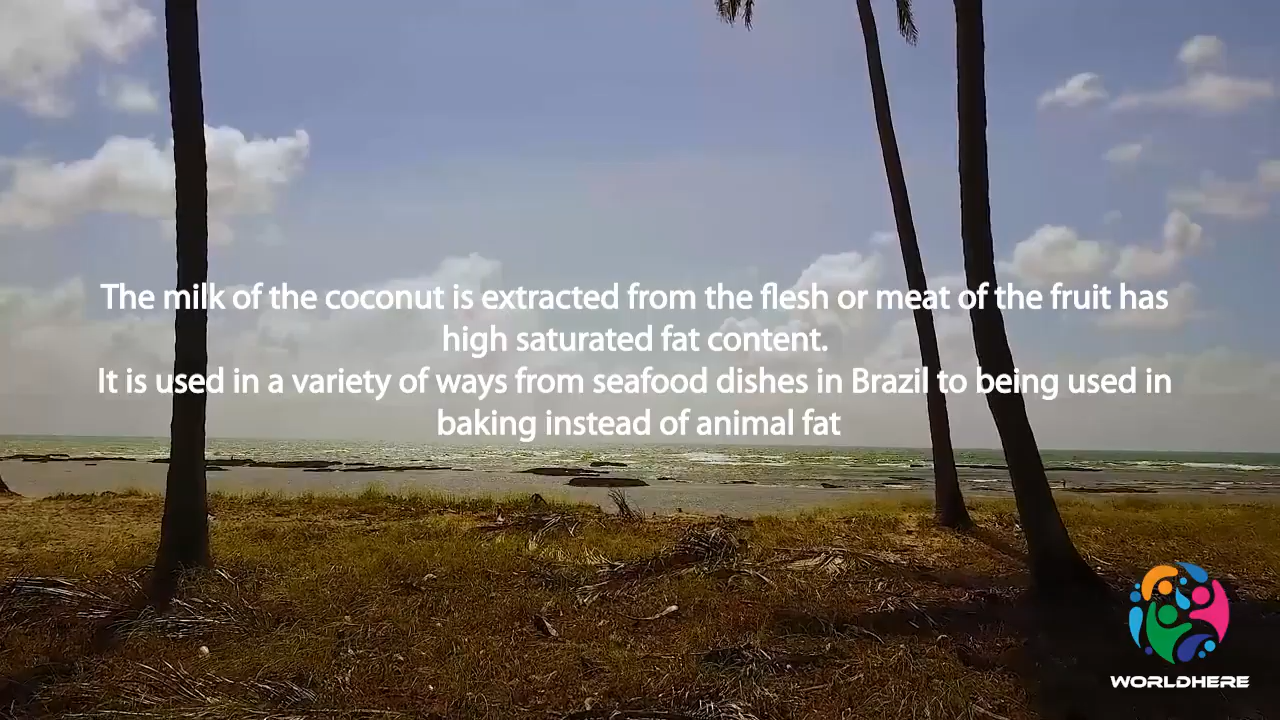 The milk of the coconut is extracted from the flesh or meat of the fruit has
high saturated fat content.
It is used in a variety of ways from seafood dishes in Brazil to being used in
baking instead of animal fat
WORLDHERE